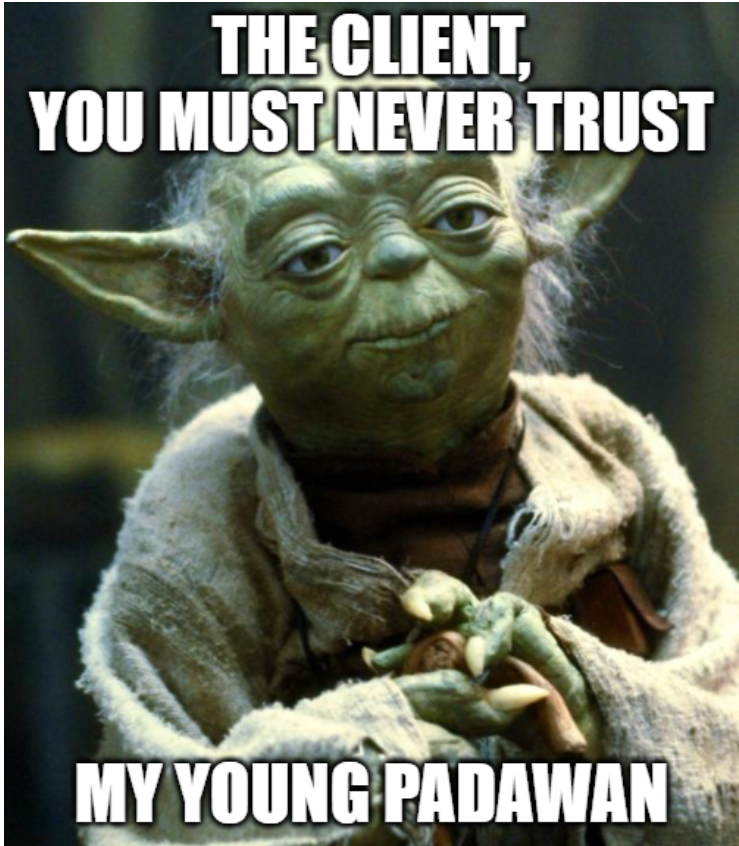 THE CLIENT,
YOU MUST NEVER TRUST
MY YOUNG PADAWAN